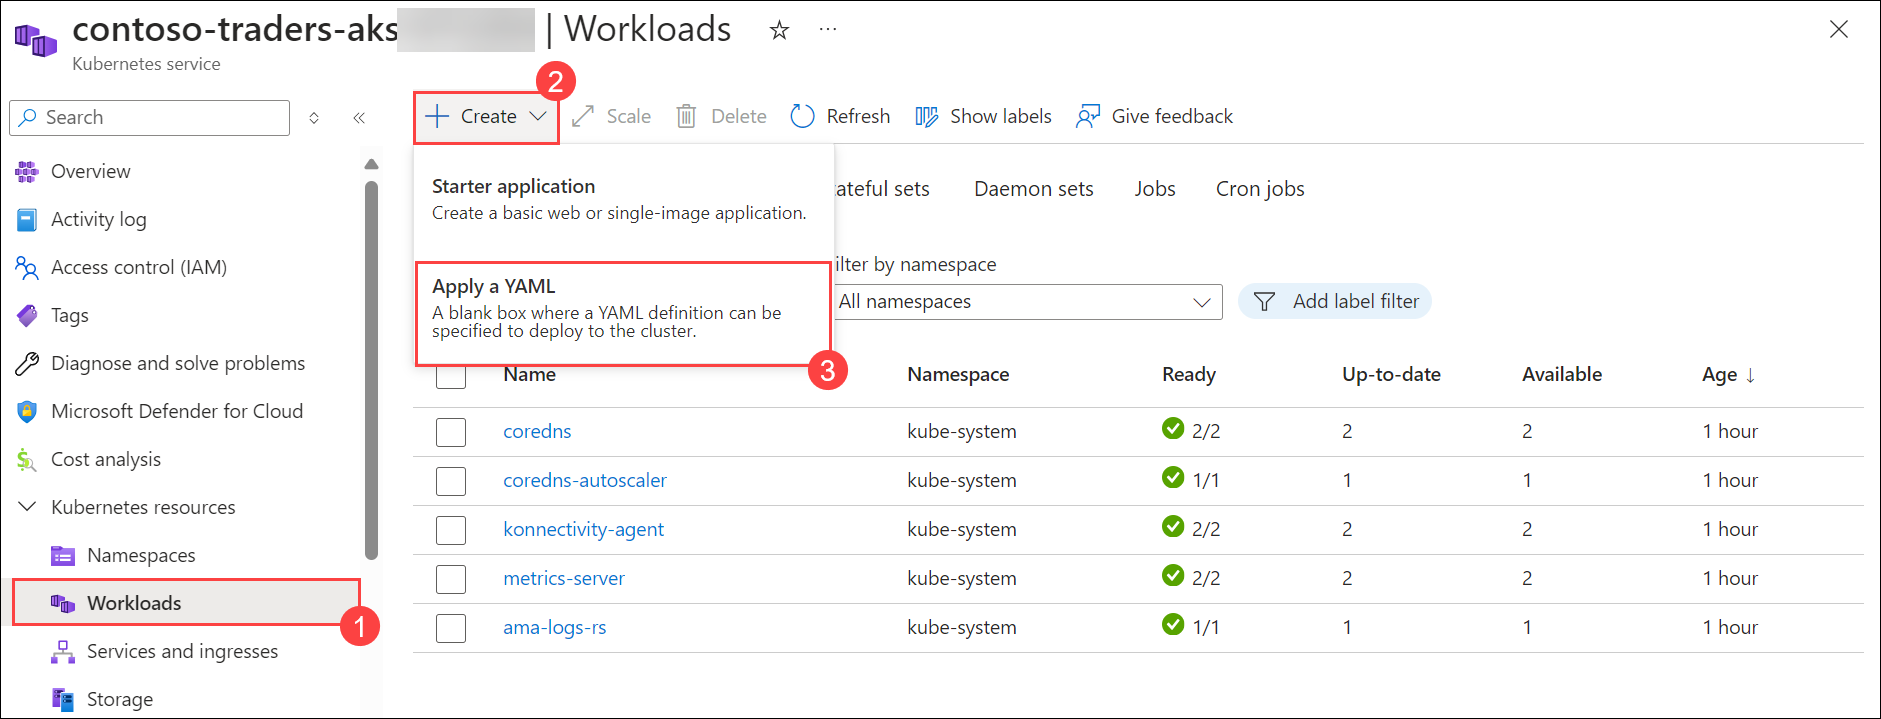 contoso-traders-aks | Workloads
Kubernetes service
Search
Overview
Activity log
Access control (IAM)
Tags
Diagnose and solve problems
Microsoft Defender for Cloud
Cost analysis
Kubernetes resources
Namespaces
Workloads
1
Services and ingresses
Storage
2
Create
Scale
Delete
Refresh
Show labels
Give feedback
Starter application
Create a basic web or single-image application.
Apply a YAML
A blank box where a YAML definition can be
specified to deploy to the cluster.
3
ateful sets
Daemon sets
Jobs
Cron jobs
ilter by namespace
All namespaces
Add label filter
Name Namespace Ready Up-to-date Available Age ↓
coredns kube-system 2/2 2 2 1 hour
coredns-autoscaler kube-system 1/1 1 1 1 hour
konnectivity-agent kube-system 2/2 2 2 1 hour
metrics-server kube-system 2/2 2 2 1 hour
ama-logs-rs kube-system 1/1 1 1 1 hour